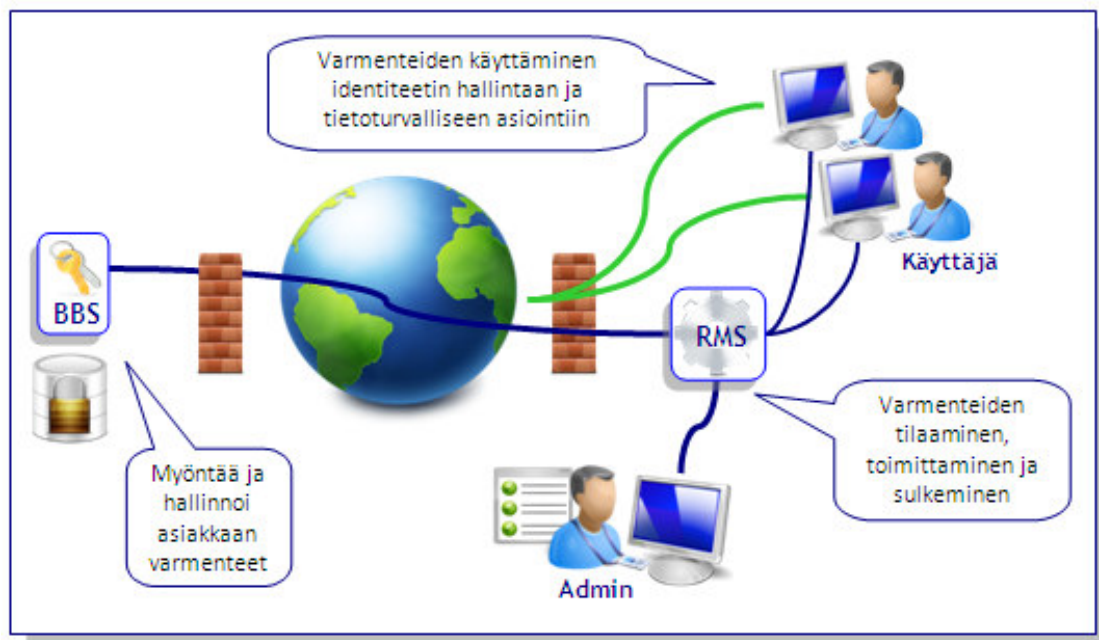 Varmenteiden käyttäminen
identiteetin hallintaan ja
tietoturvalliseen asiointiin
Käyttäjä
BBS
RMS
Myöntää ja
hallinnoi
asiakkaan
varmenteet
Varmenteiden
tilaaminen,
toimittaminen ja
sulkeminen
Admin